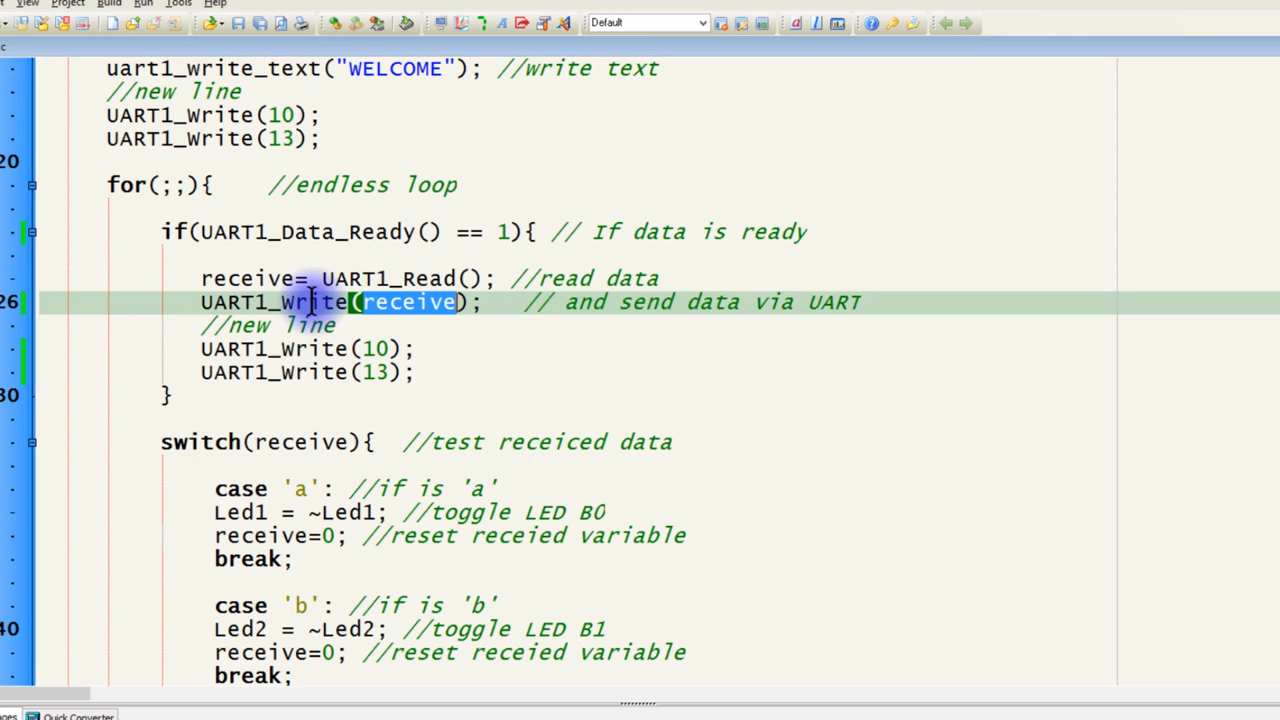 View Project Build Run Tools Help
Default
c
uart1_write_text("WELCOME"); //write text
//new line
UART1_Write(10);
UART1_Write(13);
20
for(;;){ //endless loop
if(UART1_Data_Ready() == 1){ // If data is ready
receive= UART1_Read(); //read data
26 UART1_Write(receive); // and send data via UART
//new line
UART1_Write(10);
UART1_Write(13);
30 }
switch(receive){ //test receiced data
case 'a': //if is 'a'
Led1 = ~Led1; //toggle LED B0
receive=0; //reset receied variable
break;
case 'b': //if is 'b'
40 Led2 = ~Led2; //toggle LED B1
receive=0; //reset receied variable
break;
Quick Converter